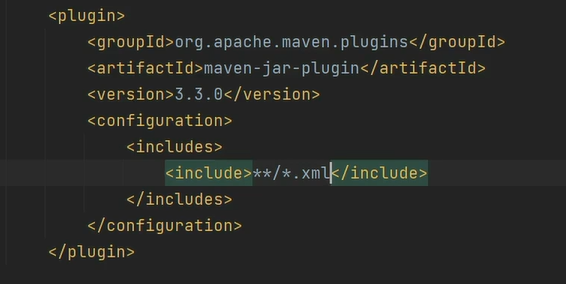 <plugin>
<groupId>org.apache.maven.plugins</groupId>
<artifactId>maven-jar-plugin</artifactId>
<version>3.3.0</version>
<configuration>
<includes>
<include>**/*.xml</include>
</includes>
</configuration>
</plugin>